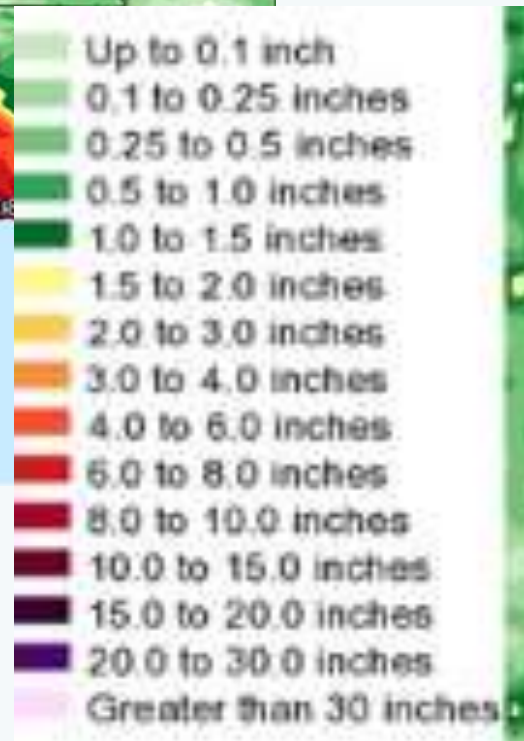 Up to 0.1 inch
0.1 to 0.25 inches
0.25 to 0.5 inches
0.5 to 1.0 inches
1.0 to 1.5 inches
1.5 to 2.0 inches
2.0 to 3.0 inches
3.0 to 4.0 inches
4.0 to 6.0 inches
6.0 to 8.0 inches
8.0 to 10.0 inches
10.0 to 15.0 inches
15.0 to 20.0 inches
20.0 to 30.0 inches
Greater than 30 inches